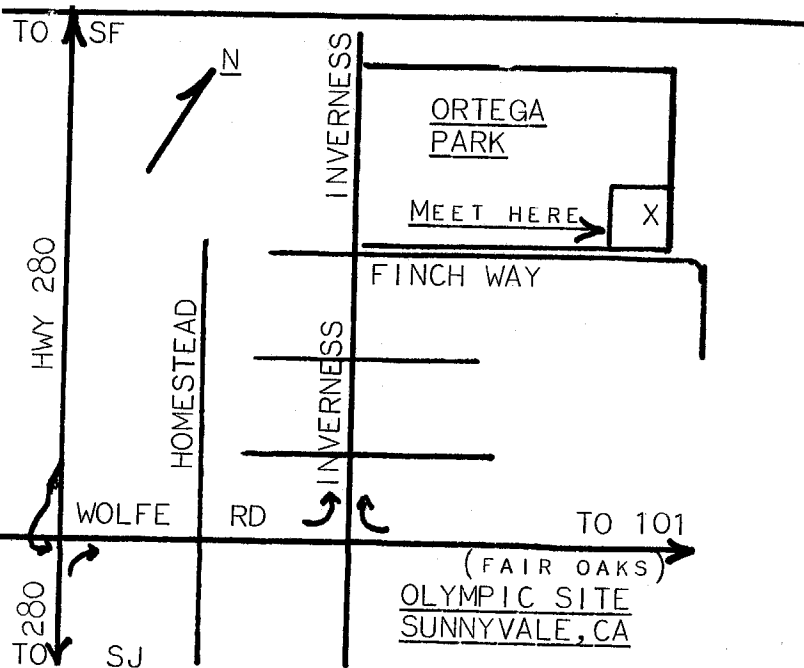 TO SF
N
INVERNESS
ORTEGA
PARK
MEET HERE
X
FINCH WAY
HWY 280
HOMESTEAD
INVERNESS
WOLFE RD
TO 101
(FAIR OAKS)
OLYMPIC SITE
SUNNYVALE, CA
TO 280
SJ